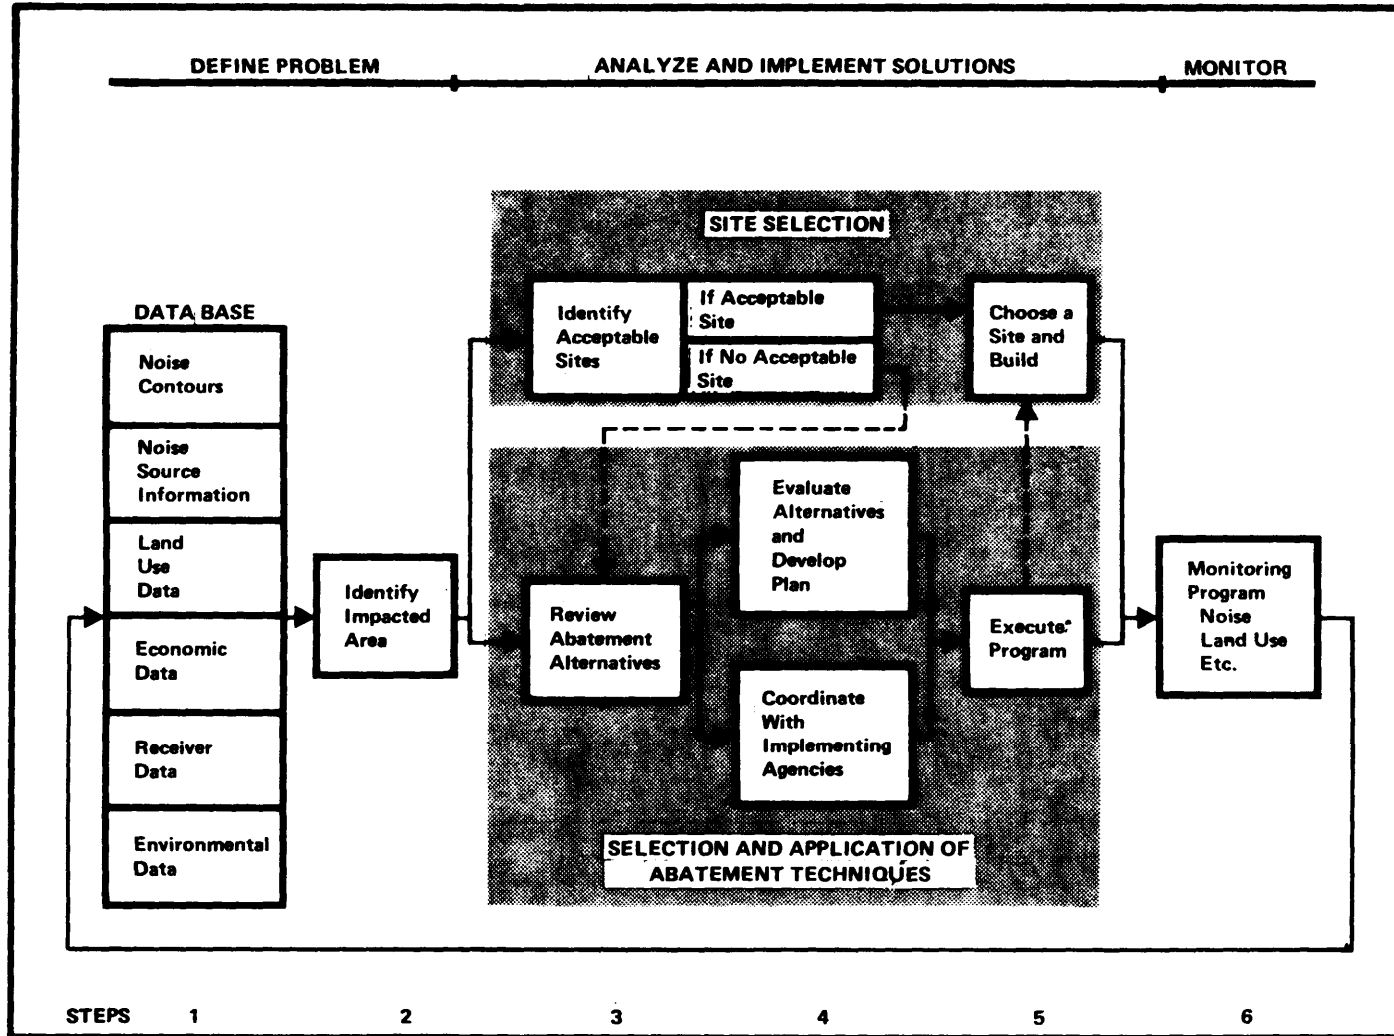 DEFINE PROBLEM
ANALYZE AND IMPLEMENT SOLUTIONS
MONITOR
SITE SELECTION
DATA BASE
Noise
Contours
Noise
Source
Information
Land
Use
Data
Economic
Data
Receiver
Data
Environmental
Data
Identify
Impacted
Area
Identify
Acceptable
Sites
If Acceptable
Site
If No Acceptable
Site
Choose a
Site and
Build
Review
Abatement
Alternatives
Evaluate
Alternatives
and
Develop
Plan
Coordinate
With
Implementing
Agencies
Execute
Program
Monitoring
Program
Noise
Land Use
Etc.
SELECTION AND APPLICATION OF
ABATEMENT TECHNIQUES
STEPS 1 2 3 4 5 6